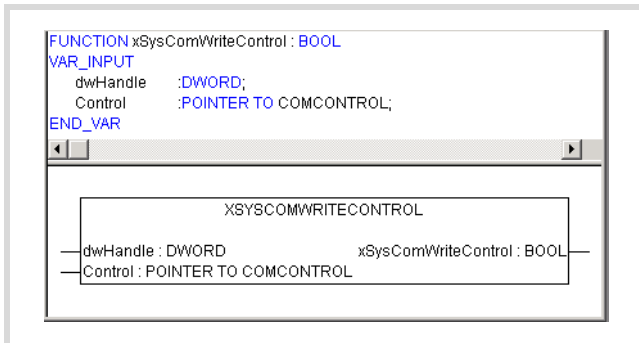 FUNCTION xSysComWriteControl : BOOL
VAR_INPUT
dwHandle :DWORD;
Control :POINTER TO COMCONTROL;
END_VAR
XSYSCOMWRITECONTROL
dwHandle : DWORD xSysComWriteControl : BOOL
Control : POINTER TO COMCONTROL